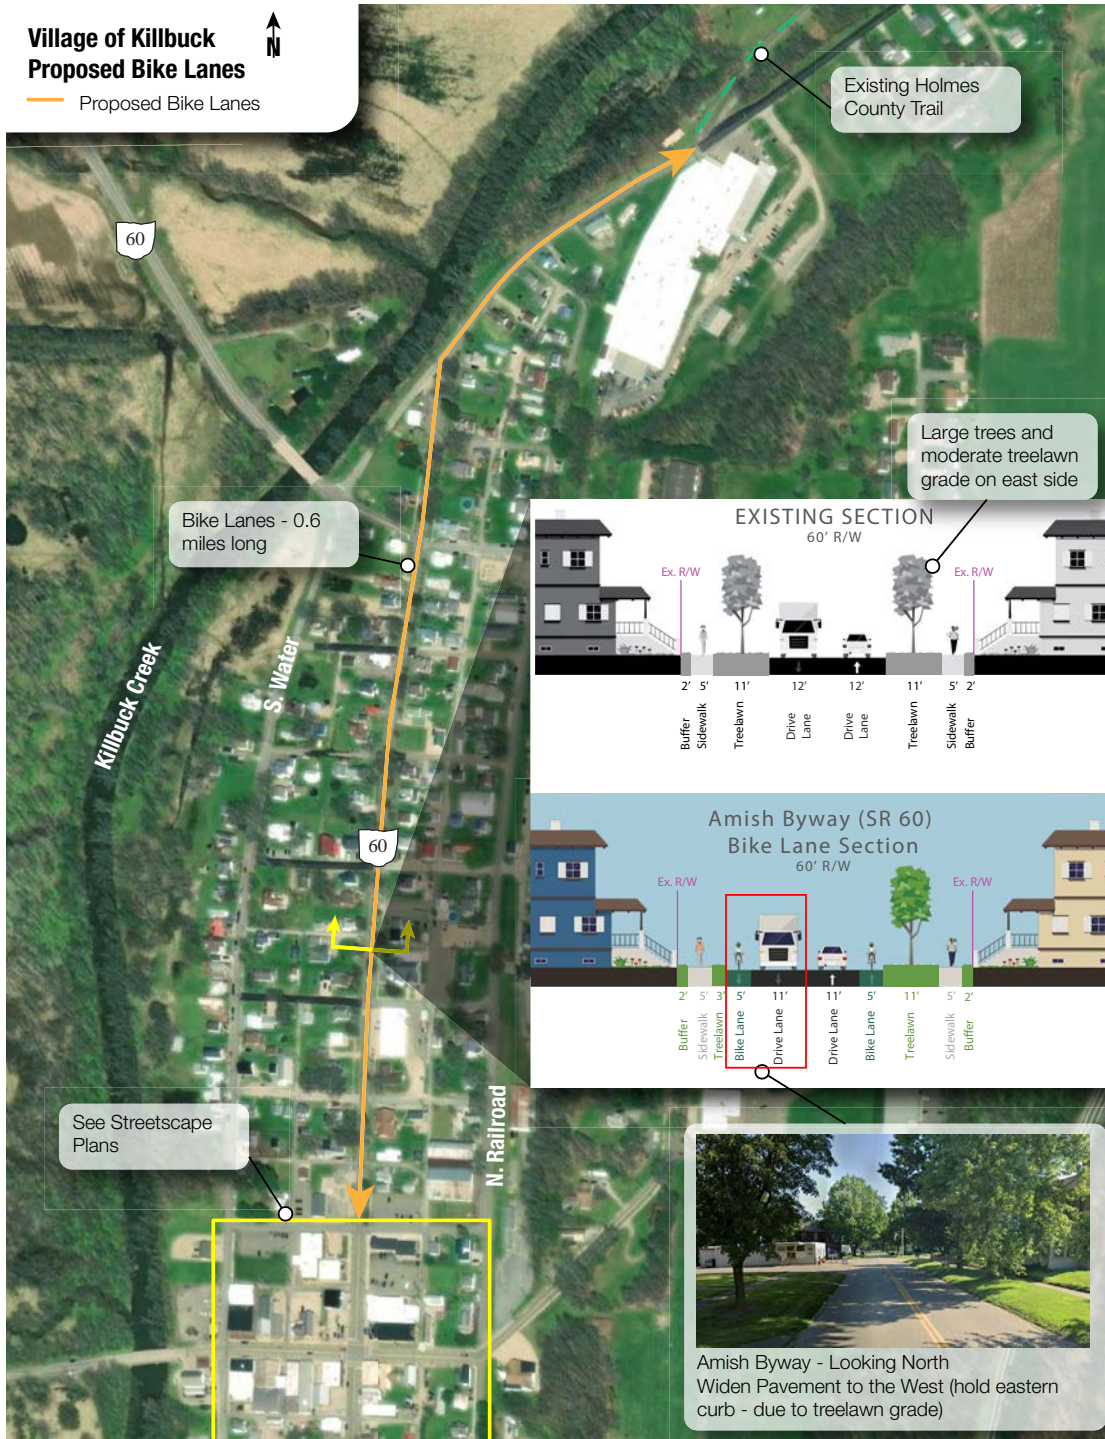 Village of Killbuck
Proposed Bike Lanes
N
Proposed Bike Lanes
Existing Holmes
County Trail
60
Large trees and
moderate treelawn
grade on east side
Bike Lanes - 0.6
miles long
EXISTING SECTION
60' R/W
Ex. R/W
Ex. R/W
2' 5' 11' 12' 12' 11' 5' 2'
Buffer
Sidewalk
Treelawn
Drive
Lane
Drive
Lane
Treelawn
Sidewalk
Buffer
Killbuck Creek
S. Water
60
Amish Byway (SR 60)
Bike Lane Section
60' R/W
Ex. R/W
Ex. R/W
2' 5' 3' 5' 11' 11' 5' 11' 5' 2'
Buffer
Sidewalk
Treelawn
Bike Lane
Drive Lane
Drive Lane
Bike Lane
Treelawn
Sidewalk
Buffer
See Streetscape
Plans
N. Railroad
Amish Byway - Looking North
Widen Pavement to the West (hold eastern
curb - due to treelawn grade)